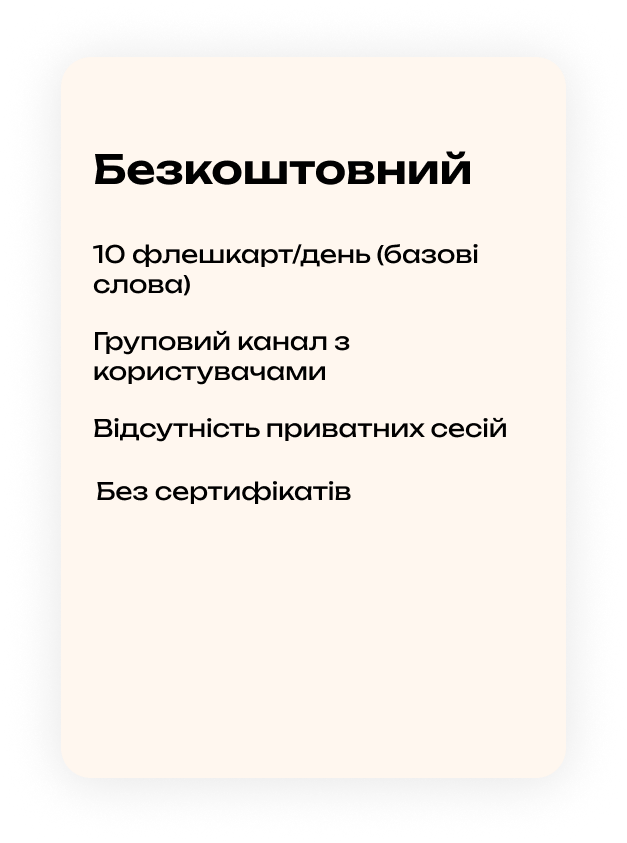 Безкоштовний
10 флешкарт/день (базові
слова)
Груповий канал з
користувачами
Відсутність приватних сесій
Без сертифікатів